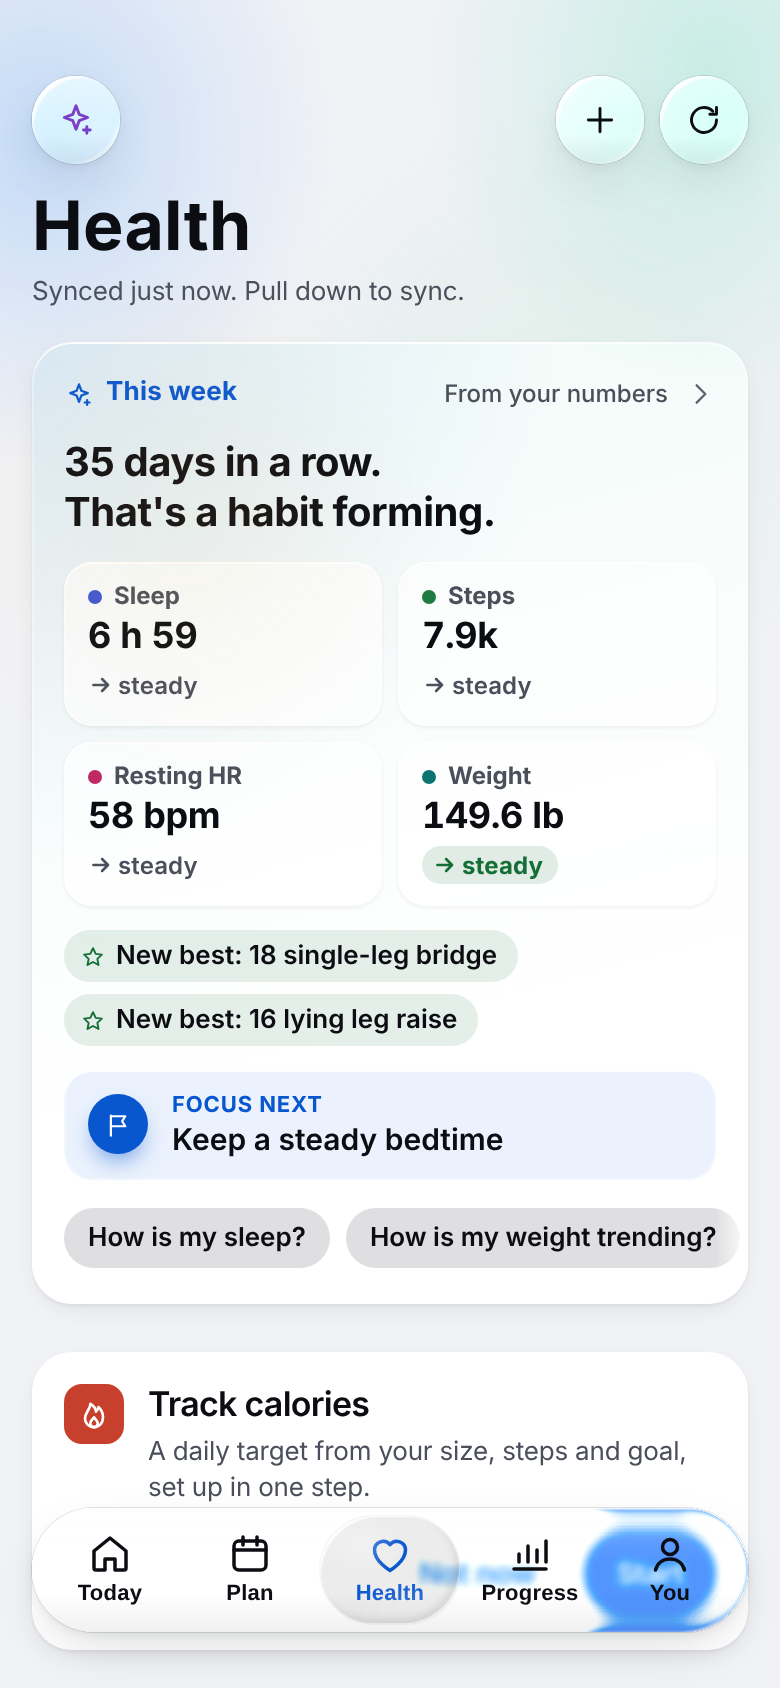 Health
Synced just now. Pull down to sync.
This week
From your numbers
35 days in a row.
That's a habit forming.
Sleep
6 h 59
→ steady
Steps
7.9k
→ steady
Resting HR
58 bpm
→ steady
Weight
149.6 lb
→ steady
New best: 18 single-leg bridge
New best: 16 lying leg raise
FOCUS NEXT
Keep a steady bedtime
How is my sleep?
How is my weight trending?
Track calories
A daily target from your size, steps and goal,
set up in one step.
Not now
Today
Plan
Health
Progress
You